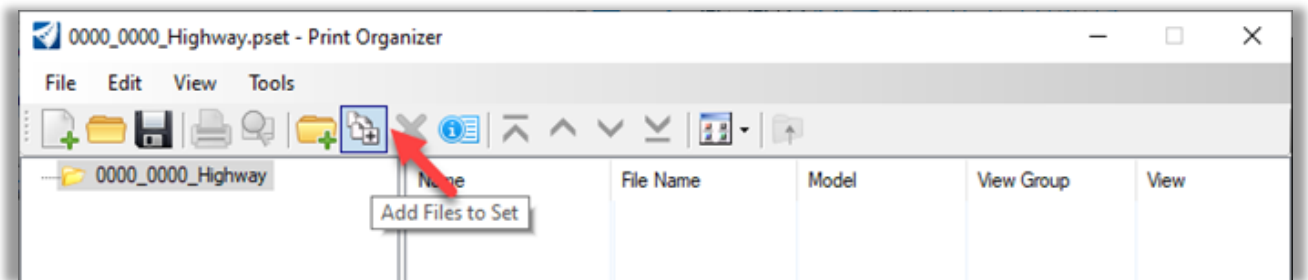 0000_0000_Highway.pset - Print Organizer
File Edit View Tools
0000_0000_Highway
Name File Name Model View Group View
Add Files to Set